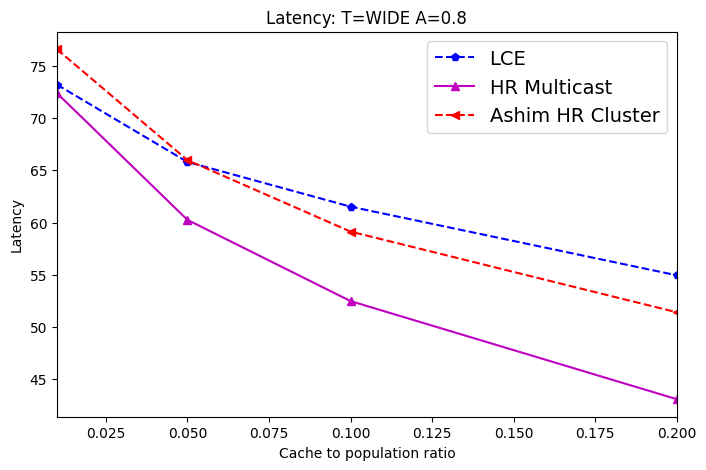 Latency: T=WIDE A=0.8
LCE
HR Multicast
Ashim HR Cluster
Latency
75
70
65
60
55
50
45
0.025 0.050 0.075 0.100 0.125 0.150 0.175 0.200
Cache to population ratio